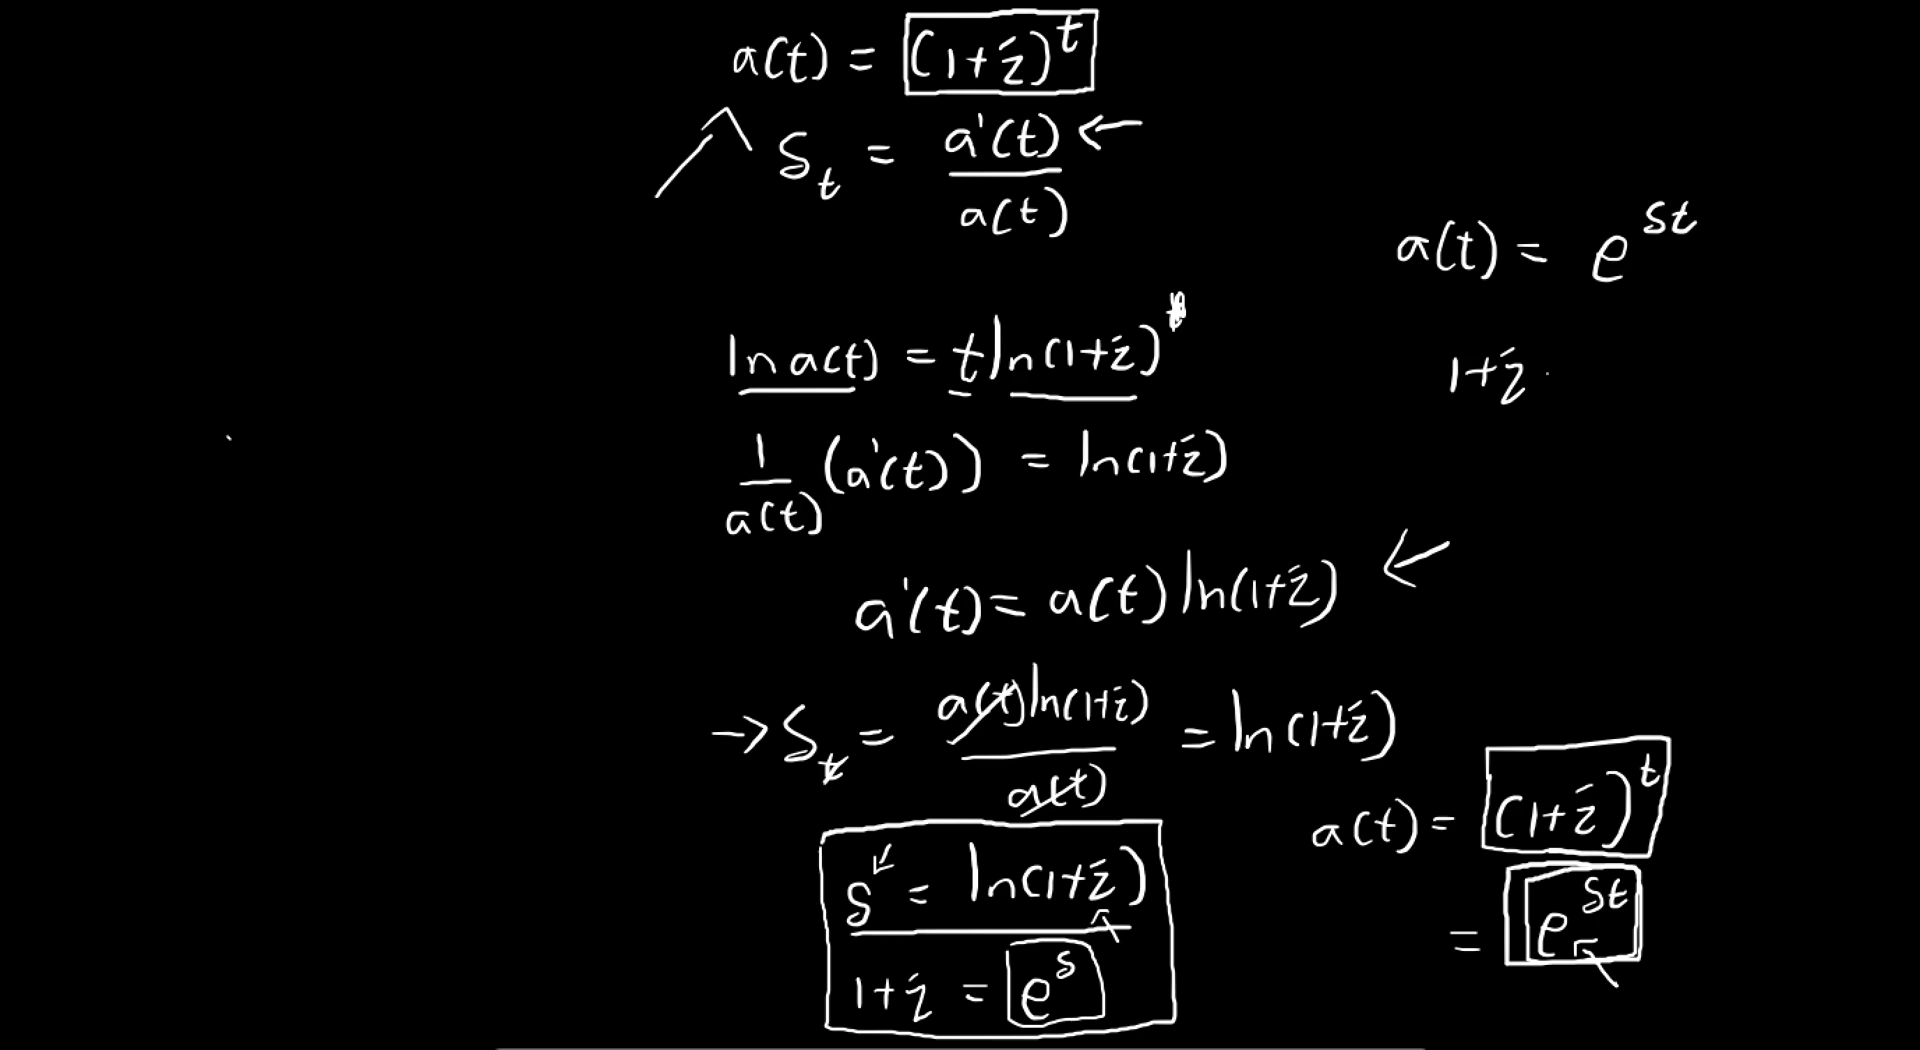 a(t) = (1+i)^t
δ_t = a'(t) / a(t)
a(t) = e^{δt}
ln a(t) = t ln(1+i)
1+i
1/a(t) (a'(t)) = ln(1+i)
a'(t) = a(t) ln(1+i)
→ δ_t = a(t) ln(1+i) / a(t) = ln(1+i)
a(t) = (1+i)^t
δ = ln(1+i)
= e^{δt}
1+i = e^δ